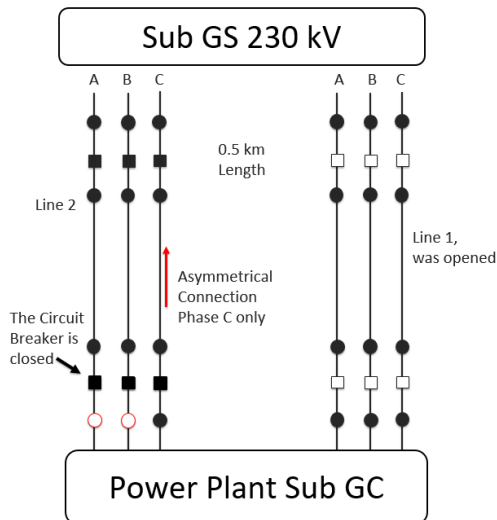 Sub GS 230 kV
A B C
A B C
0.5 km
Length
Line 2
Line 1,
was opened
Asymmetrical
Connection
Phase C only
The Circuit
Breaker is
closed
Power Plant Sub GC